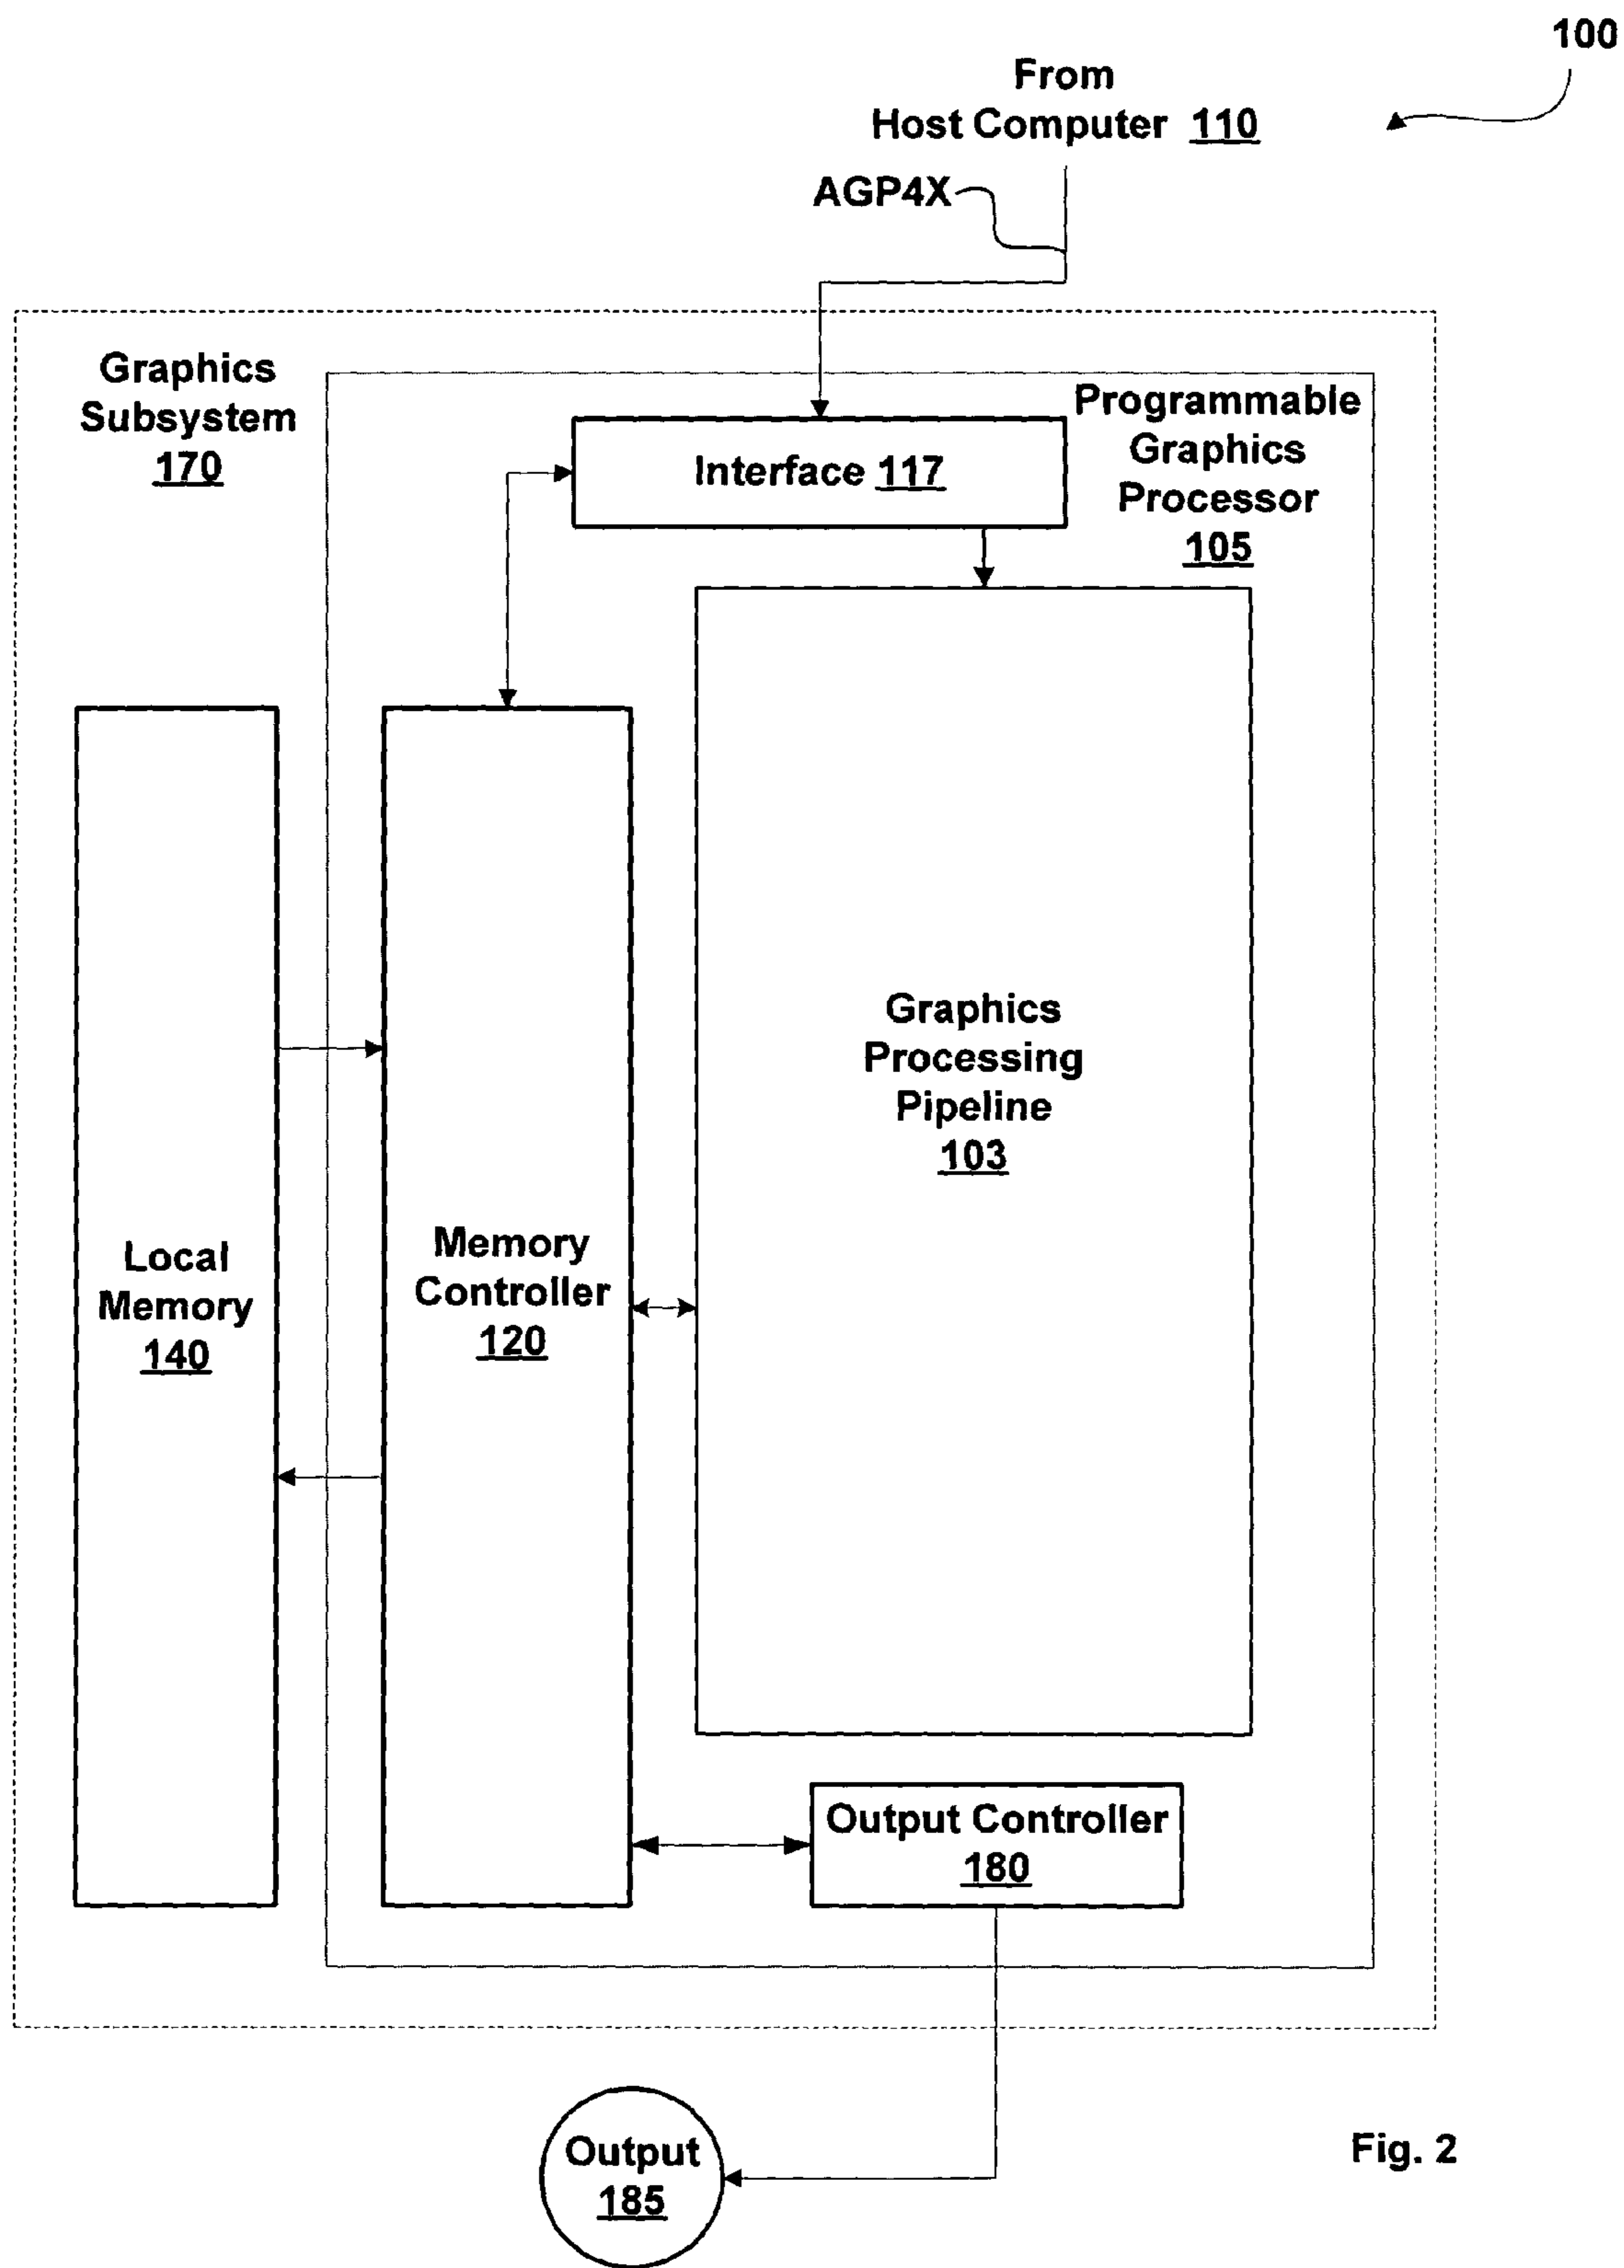 100
From
Host Computer 110
AGP4X
Graphics
Subsystem
170
Programmable
Graphics
Processor
105
Interface 117
Graphics
Processing
Pipeline
103
Local
Memory
140
Memory
Controller
120
Output Controller
180
Output
185
Fig. 2